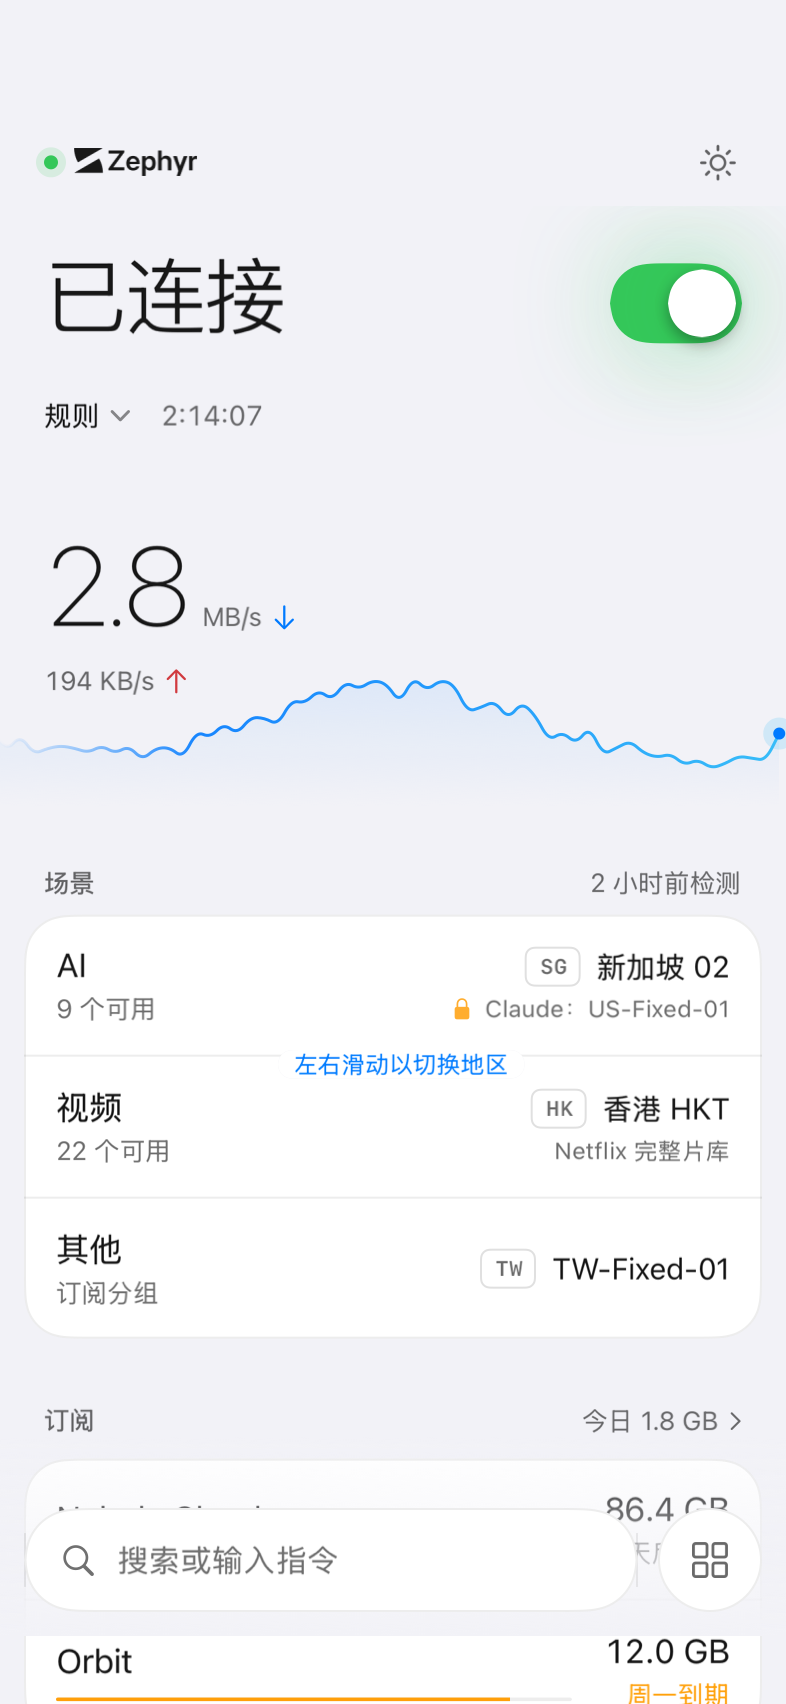 Zephyr
已连接
规则 2:14:07
2.8 MB/s ↓
194 KB/s ↑
场景 2 小时前检测
AI SG 新加坡 02
9 个可用 Claude: US-Fixed-01
左右滑动以切换地区
视频 HK 香港 HKT
22 个可用 Netflix 完整片库
其他 TW TW-Fixed-01
订阅分组
订阅 今日 1.8 GB
86.4 GB
搜索或输入指令
Orbit 12.0 GB
周一到期